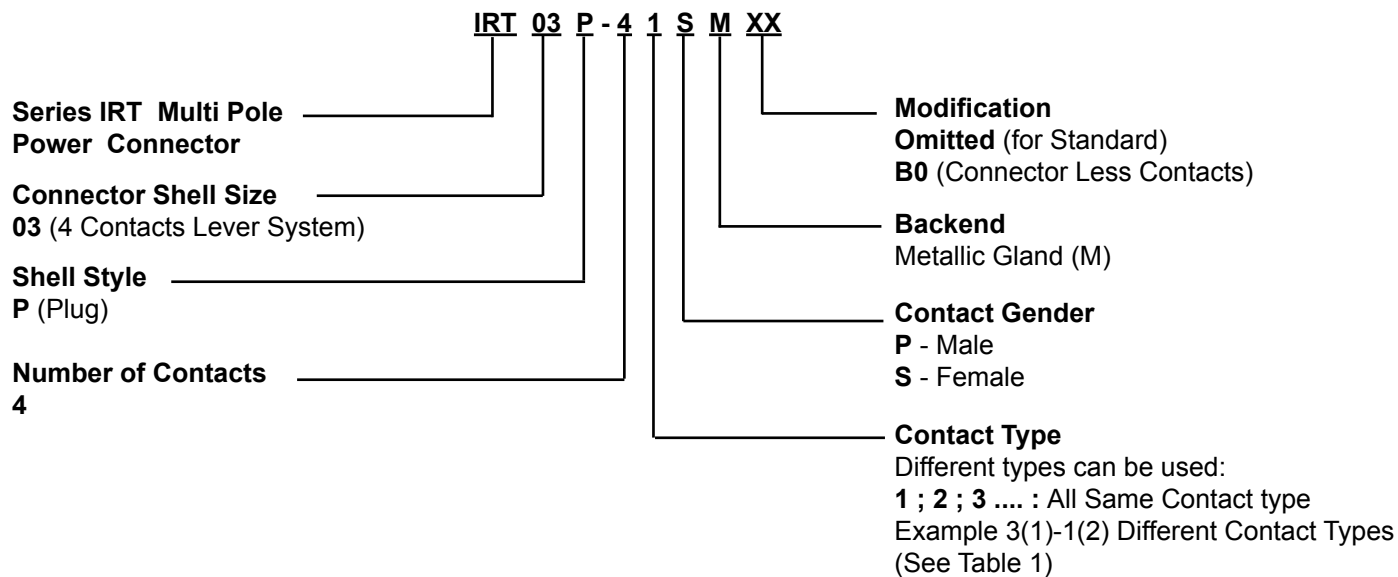 IRT 03 P - 4 1 S M XX
Series IRT Multi Pole
Power Connector
Connector Shell Size
03 (4 Contacts Lever System)
Shell Style
P (Plug)
Number of Contacts
4
Modification
Omitted (for Standard)
B0 (Connector Less Contacts)
Backend
Metallic Gland (M)
Contact Gender
P - Male
S - Female
Contact Type
Different types can be used:
1 ; 2 ; 3 .... : All Same Contact type
Example 3(1)-1(2) Different Contact Types
(See Table 1)